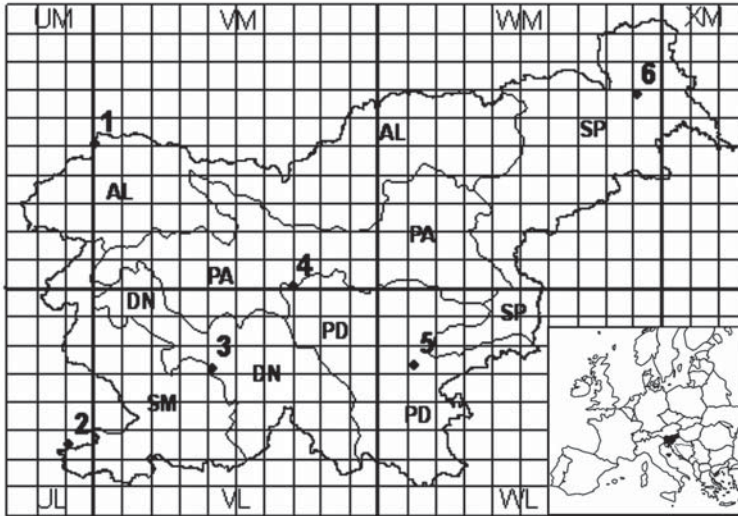 UM VM WM XM
6
1
AL SP
AL
PA
4
PA
DN PD SP
3 5
DN
SM
2 PD
UL VL WL